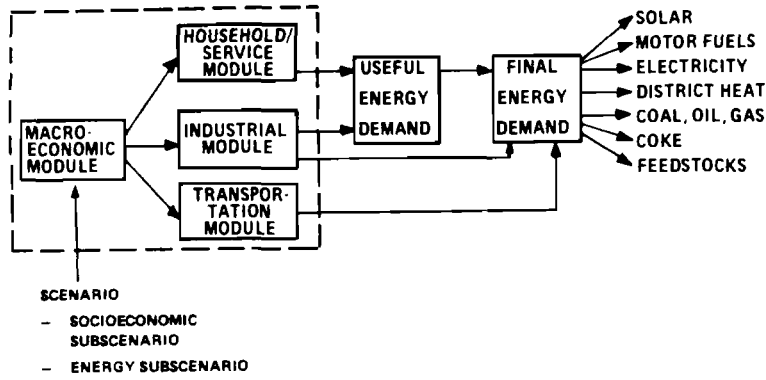 HOUSEHOLD/
SERVICE
MODULE
MACRO-
ECONOMIC
MODULE
INDUSTRIAL
MODULE
TRANSPOR-
TATION
MODULE
USEFUL
ENERGY
DEMAND
FINAL
ENERGY
DEMAND
SOLAR
MOTOR FUELS
ELECTRICITY
DISTRICT HEAT
COAL, OIL, GAS
COKE
FEEDSTOCKS
SCENARIO
– SOCIOECONOMIC
SUBSCENARIO
– ENERGY SUBSCENARIO